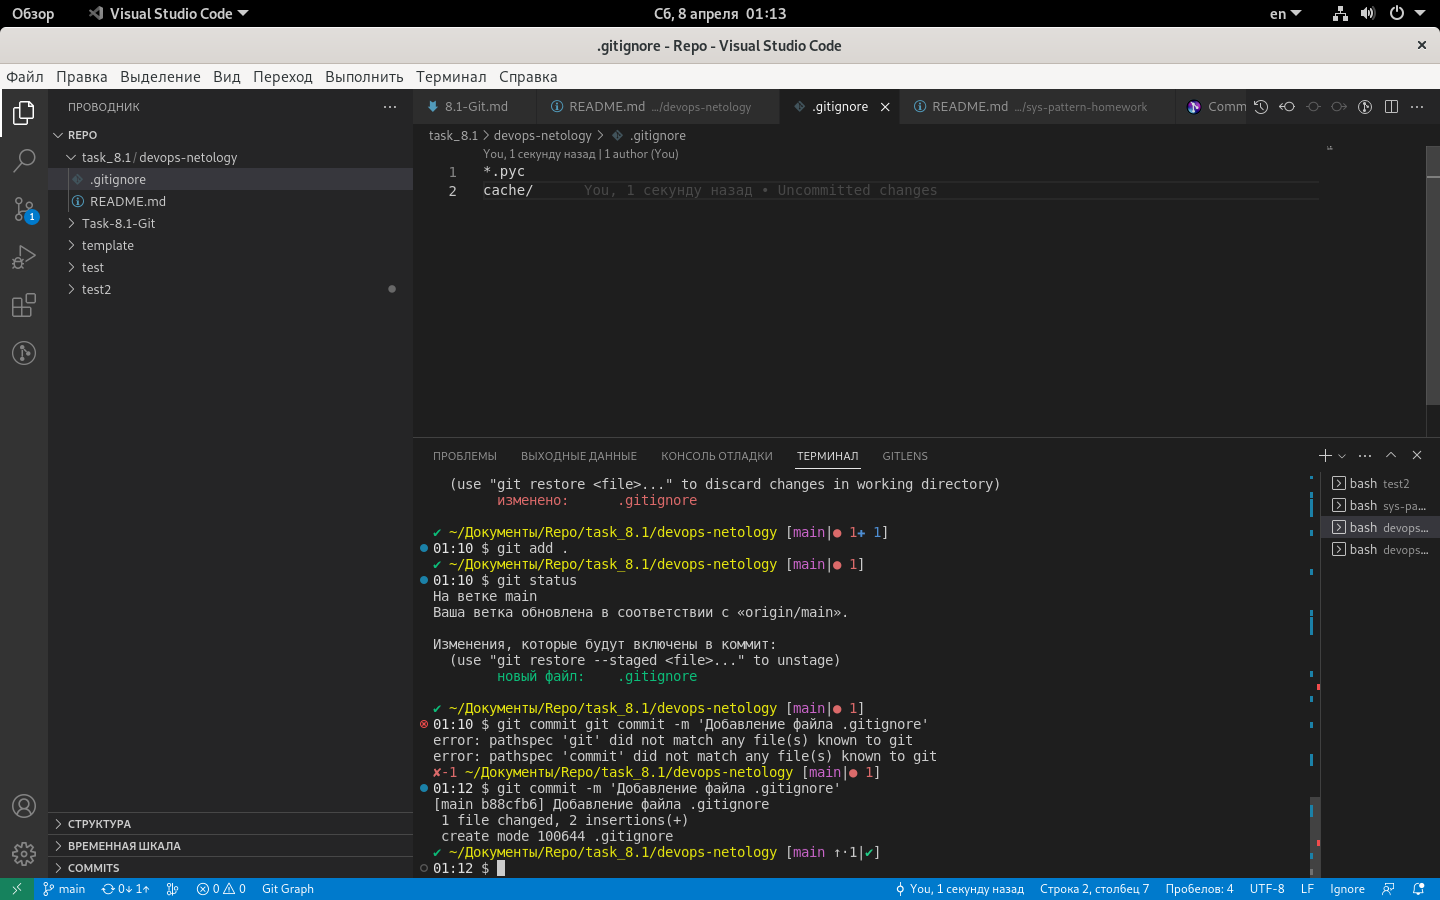 Обзор Visual Studio Code Сб, 8 апреля 01:13 en
.gitignore - Repo - Visual Studio Code
Файл Правка Выделение Вид Переход Выполнить Терминал Справка
ПРОВОДНИК
REPO
task_8.1 / devops-netology
.gitignore
README.md
Task-8.1-Git
template
test
test2
СТРУКТУРА
ВРЕМЕННАЯ ШКАЛА
COMMITS
1
8.1-Git.md README.md .../devops-netology .gitignore README.md .../sys-pattern-homework Comm
task_8.1 > devops-netology > .gitignore
You, 1 секунду назад | 1 author (You)
1 *.pyc
2 cache/ You, 1 секунду назад • Uncommitted changes
ПРОБЛЕМЫ ВЫХОДНЫЕ ДАННЫЕ КОНСОЛЬ ОТЛАДКИ ТЕРМИНАЛ GITLENS
(use "git restore <file>..." to discard changes in working directory)
изменено: .gitignore
✔ ~/Документы/Repo/task_8.1/devops-netology [main|● 1✚ 1]
01:10 $ git add .
✔ ~/Документы/Repo/task_8.1/devops-netology [main|● 1]
01:10 $ git status
На ветке main
Ваша ветка обновлена в соответствии с «origin/main».
Изменения, которые будут включены в коммит:
(use "git restore --staged <file>..." to unstage)
новый файл: .gitignore
✔ ~/Документы/Repo/task_8.1/devops-netology [main|● 1]
01:10 $ git commit git commit -m 'Добавление файла .gitignore'
error: pathspec 'git' did not match any file(s) known to git
error: pathspec 'commit' did not match any file(s) known to git
✘-1 ~/Документы/Repo/task_8.1/devops-netology [main|● 1]
01:12 $ git commit -m 'Добавление файла .gitignore'
[main b88cfb6] Добавление файла .gitignore
1 file changed, 2 insertions(+)
create mode 100644 .gitignore
✔ ~/Документы/Repo/task_8.1/devops-netology [main ↑·1|✔]
01:12 $
bash test2
bash sys-pa...
bash devops...
bash devops...
main 0↓ 1↑ 0 0 Git Graph You, 1 секунду назад Строка 2, столбец 7 Пробелов: 4 UTF-8 LF Ignore